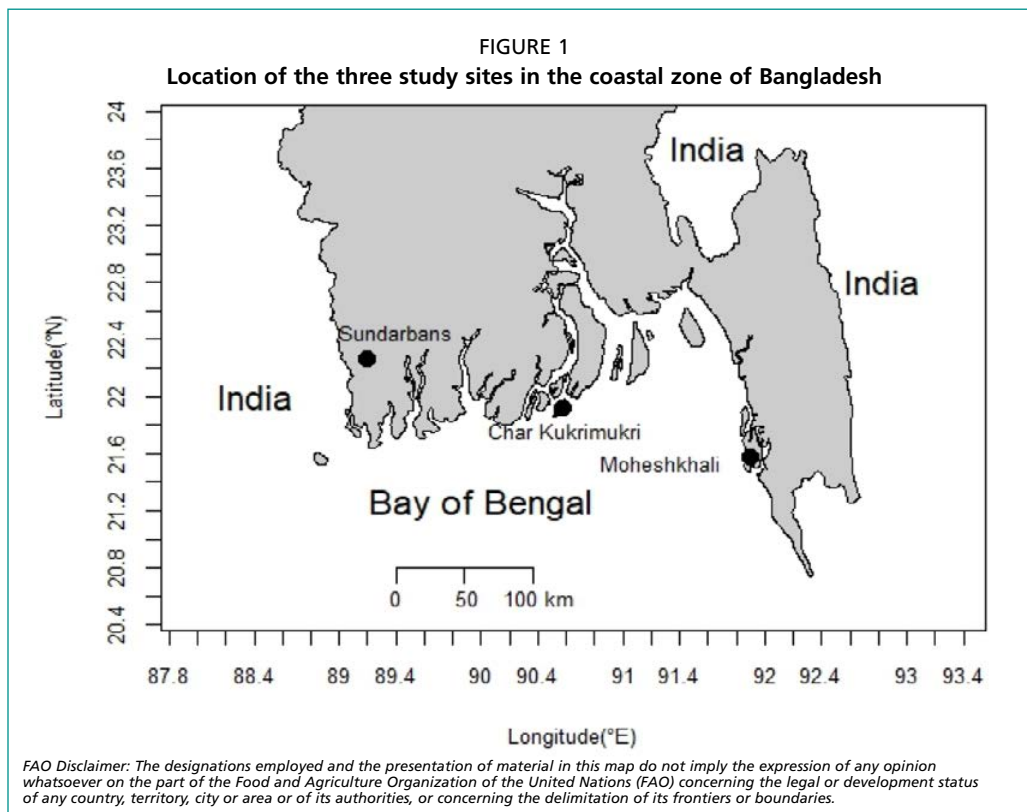 FIGURE 1
Location of the three study sites in the coastal zone of Bangladesh
24
23.6
23.2
22.8
22.4
22
21.6
21.2
20.8
20.4
Latitude(°N)
India
India
Sundarbans
India
Char Kukrimukri
Moheshkhali
Bay of Bengal
0 50 100 km
87.8 88.4 89 89.4 90 90.4 91 91.4 92 92.4 93 93.4
Longitude(°E)
FAO Disclaimer: The designations employed and the presentation of material in this map do not imply the expression of any opinion
whatsoever on the part of the Food and Agriculture Organization of the United Nations (FAO) concerning the legal or development status
of any country, territory, city or area or of its authorities, or concerning the delimitation of its frontiers or boundaries.